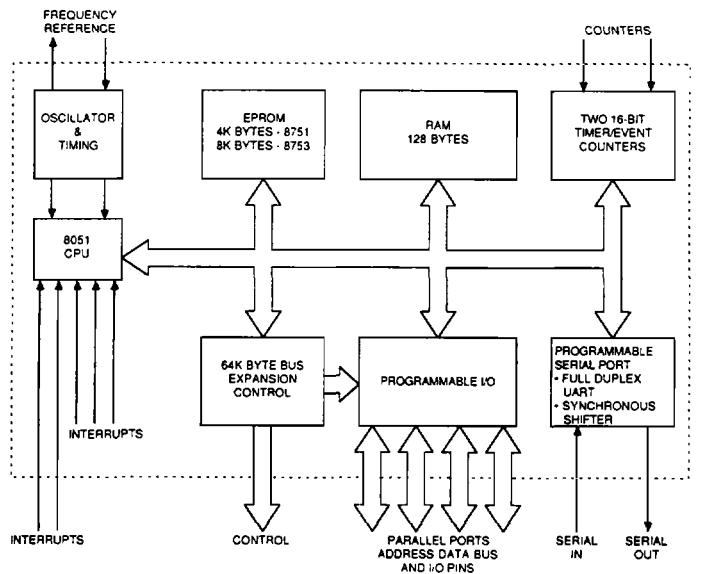 FREQUENCY
REFERENCE
COUNTERS
OSCILLATOR
&
TIMING
EPROM
4K BYTES - 8751
8K BYTES - 8753
RAM
128 BYTES
TWO 16-BIT
TIMER/EVENT
COUNTERS
8051
CPU
64K BYTE BUS
EXPANSION
CONTROL
PROGRAMMABLE I/O
PROGRAMMABLE
SERIAL PORT
• FULL DUPLEX
UART
• SYNCHRONOUS
SHIFTER
INTERRUPTS
INTERRUPTS
CONTROL
PARALLEL PORTS
ADDRESS DATA BUS
AND I/O PINS
SERIAL
IN
SERIAL
OUT